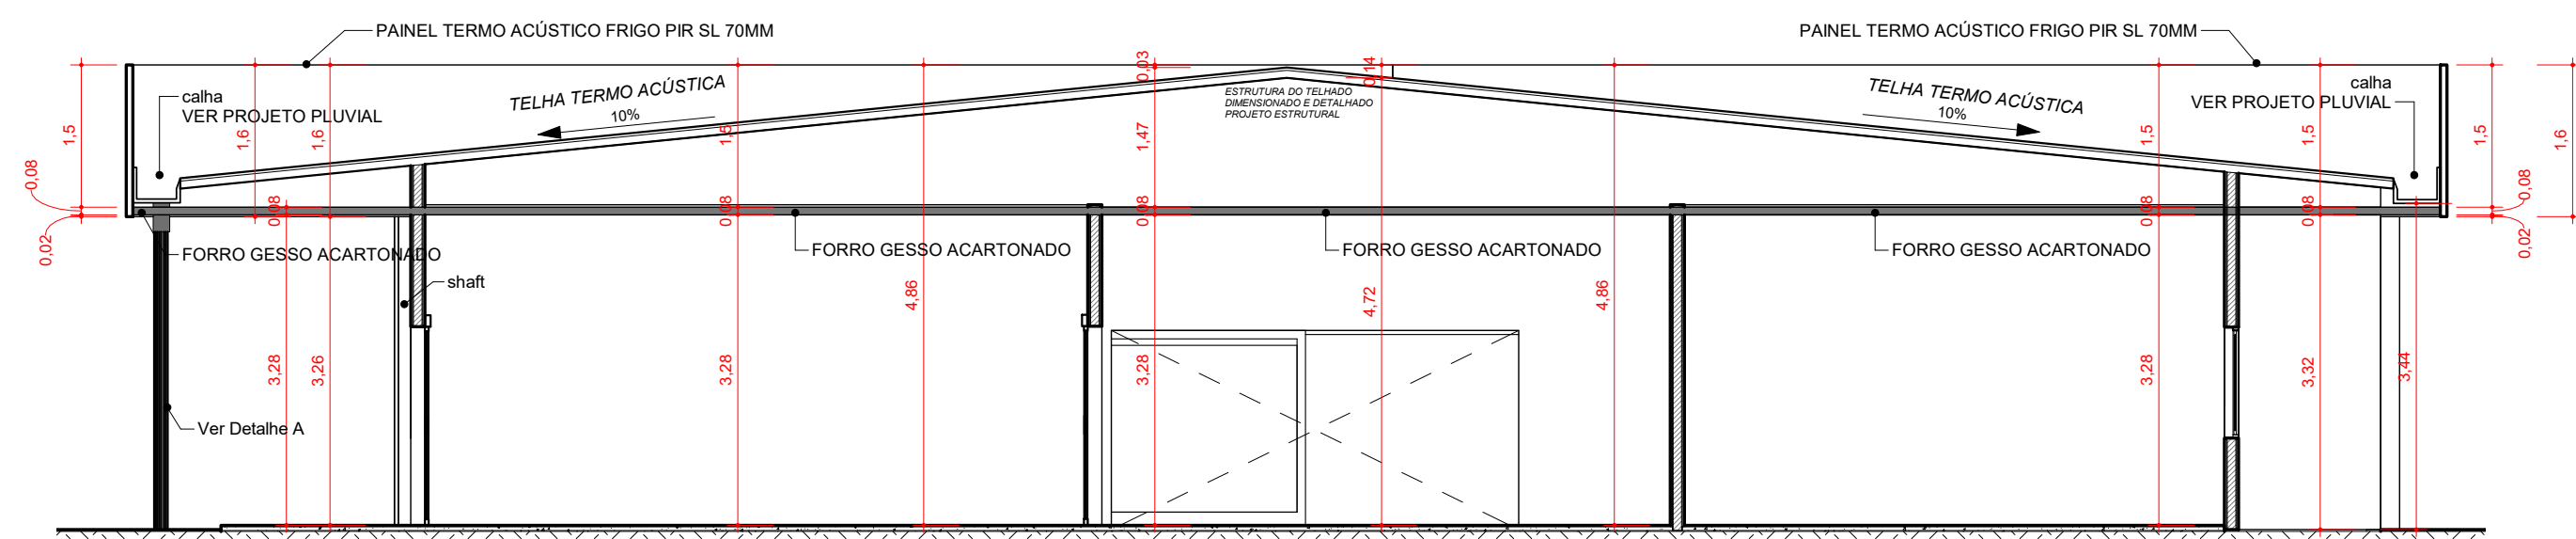 PAINEL TERMO ACÚSTICO FRIGO PIR SL 70MM
PAINEL TERMO ACÚSTICO FRIGO PIR SL 70MM
calha
VER PROJETO PLUVIAL
TELHA TERMO ACÚSTICA
10%
ESTRUTURA DO TELHADO
DIMENSIONADO E DETALHADO
PROJETO ESTRUTURAL
TELHA TERMO ACÚSTICA
10%
calha
VER PROJETO PLUVIAL
1,5
1,6
1,6
1,5
0,03
1,47
0,14
1,5
1,5
1,5
1,6
0,08
0,02
0,08
0,08
0,08
0,08
0,08
0,08
0,02
FORRO GESSO ACARTONADO
FORRO GESSO ACARTONADO
FORRO GESSO ACARTONADO
FORRO GESSO ACARTONADO
shaft
Ver Detalhe A
3,28
3,26
3,28
4,86
3,28
4,72
4,86
3,28
3,32
3,44